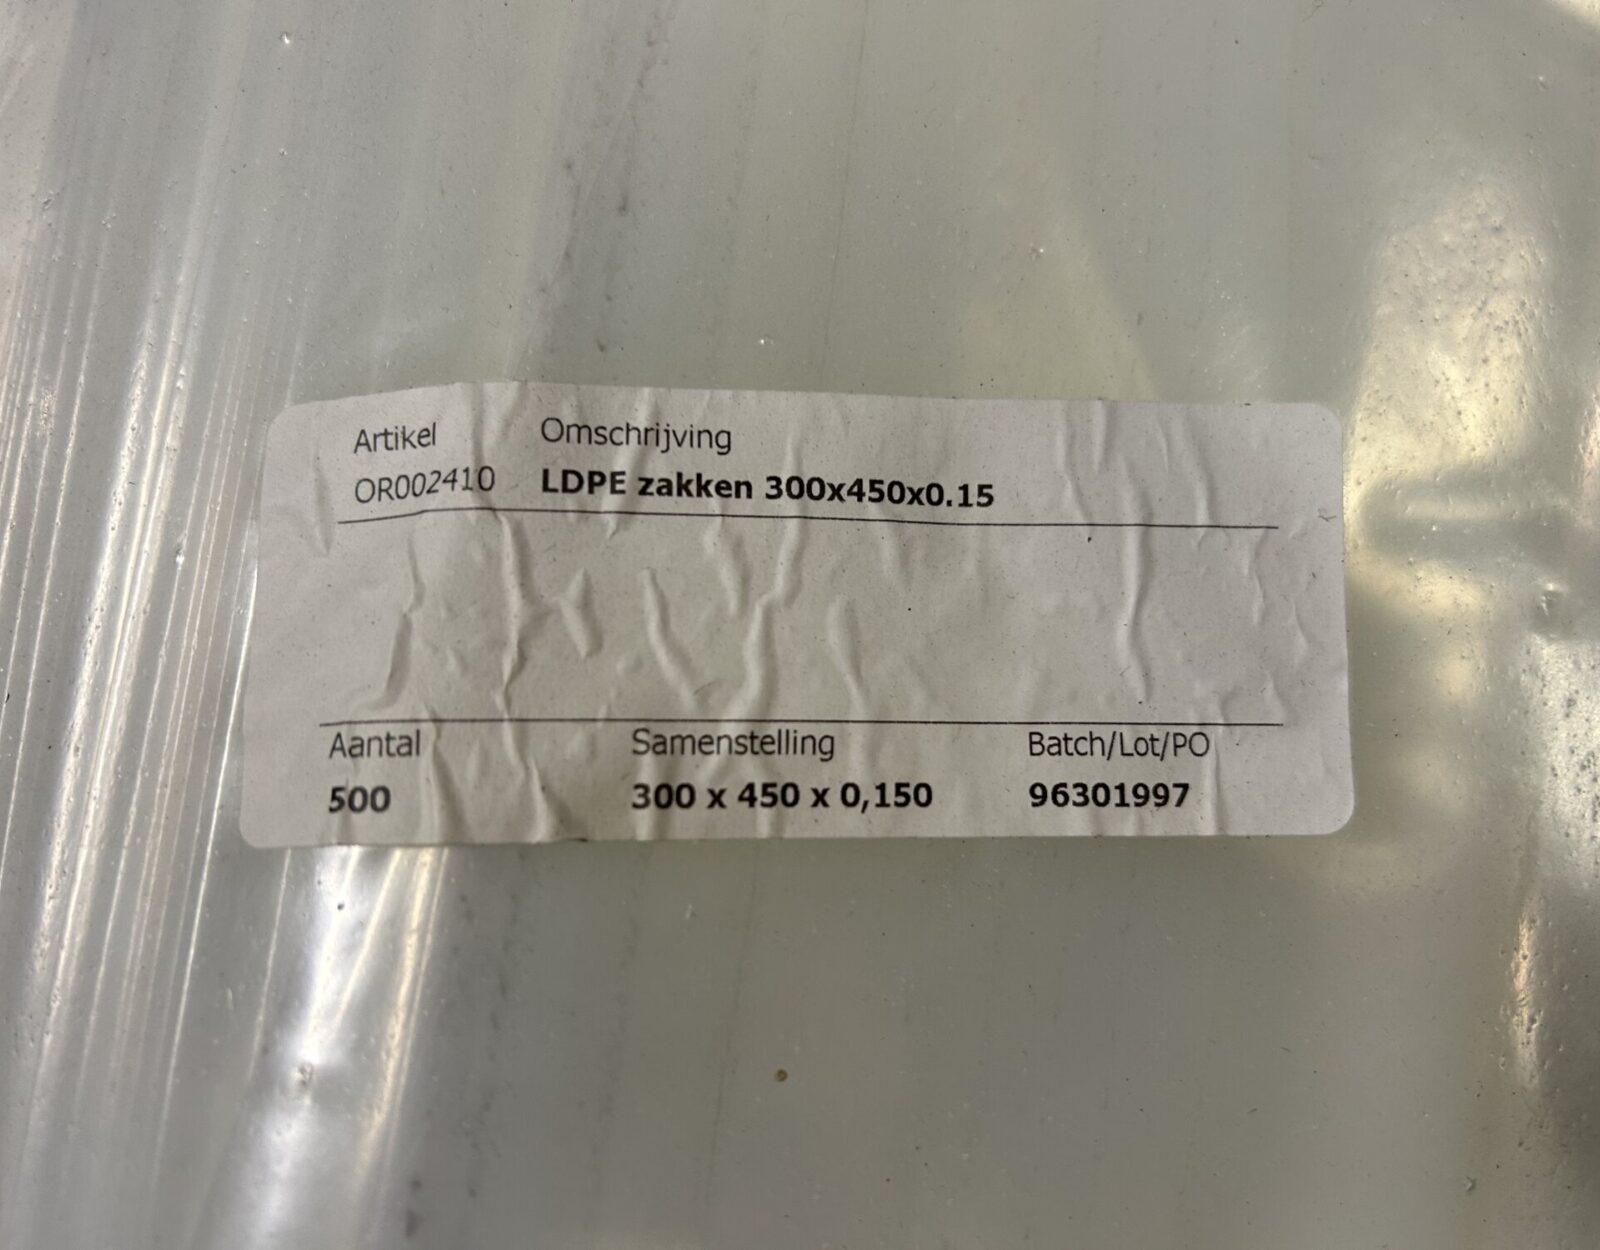 Artikel Omschrijving
OR002410 LDPE zakken 300x450x0.15
Aantal Samenstelling Batch/Lot/PO
500 300 x 450 x 0,150 96301997